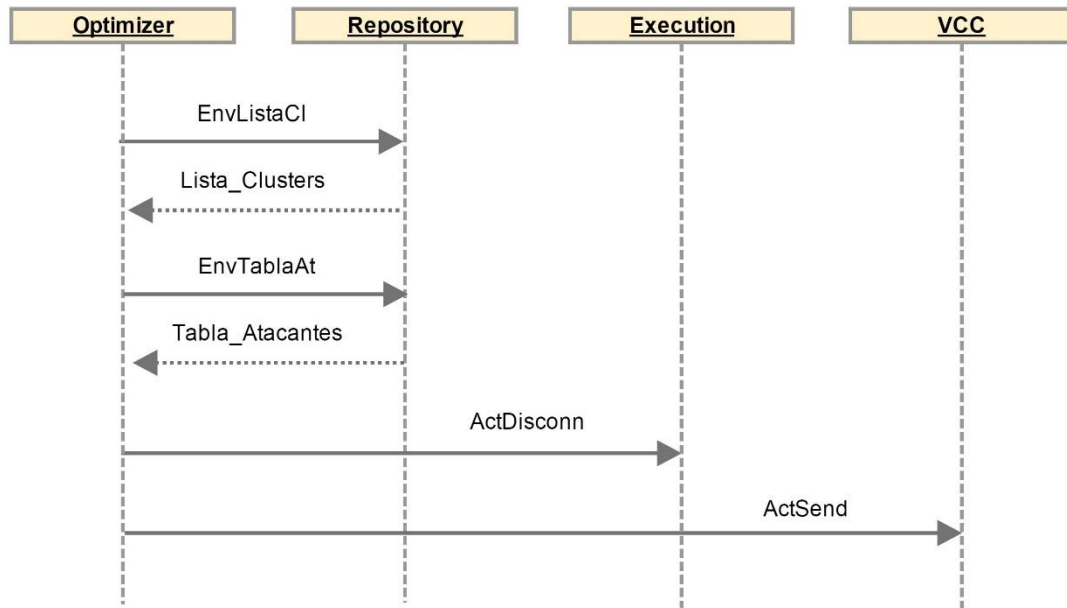 Optimizer
Repository
Execution
VCC
EnvListaCl
Lista_Clusters
EnvTablaAt
Tabla_Atacantes
ActDisconn
ActSend